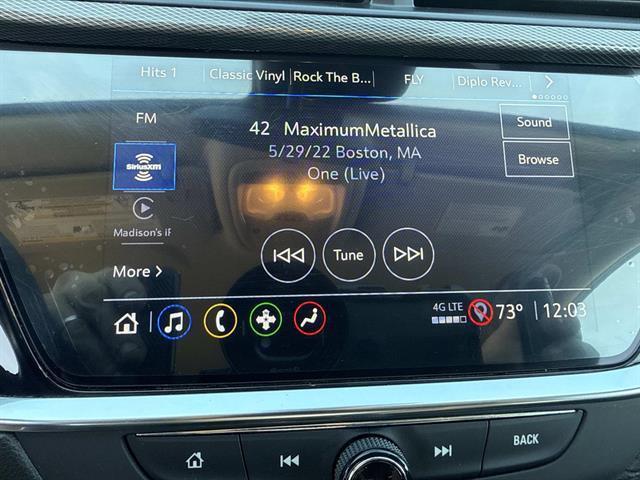 Hits 1 Classic Vinyl Rock The B... FLY Diplo Rev...
FM
SiriusXM
Madison's iF
More
42 MaximumMetallica
5/29/22 Boston, MA
One (Live)
Sound
Browse
Tune
4G LTE 73° 12:03
BACK